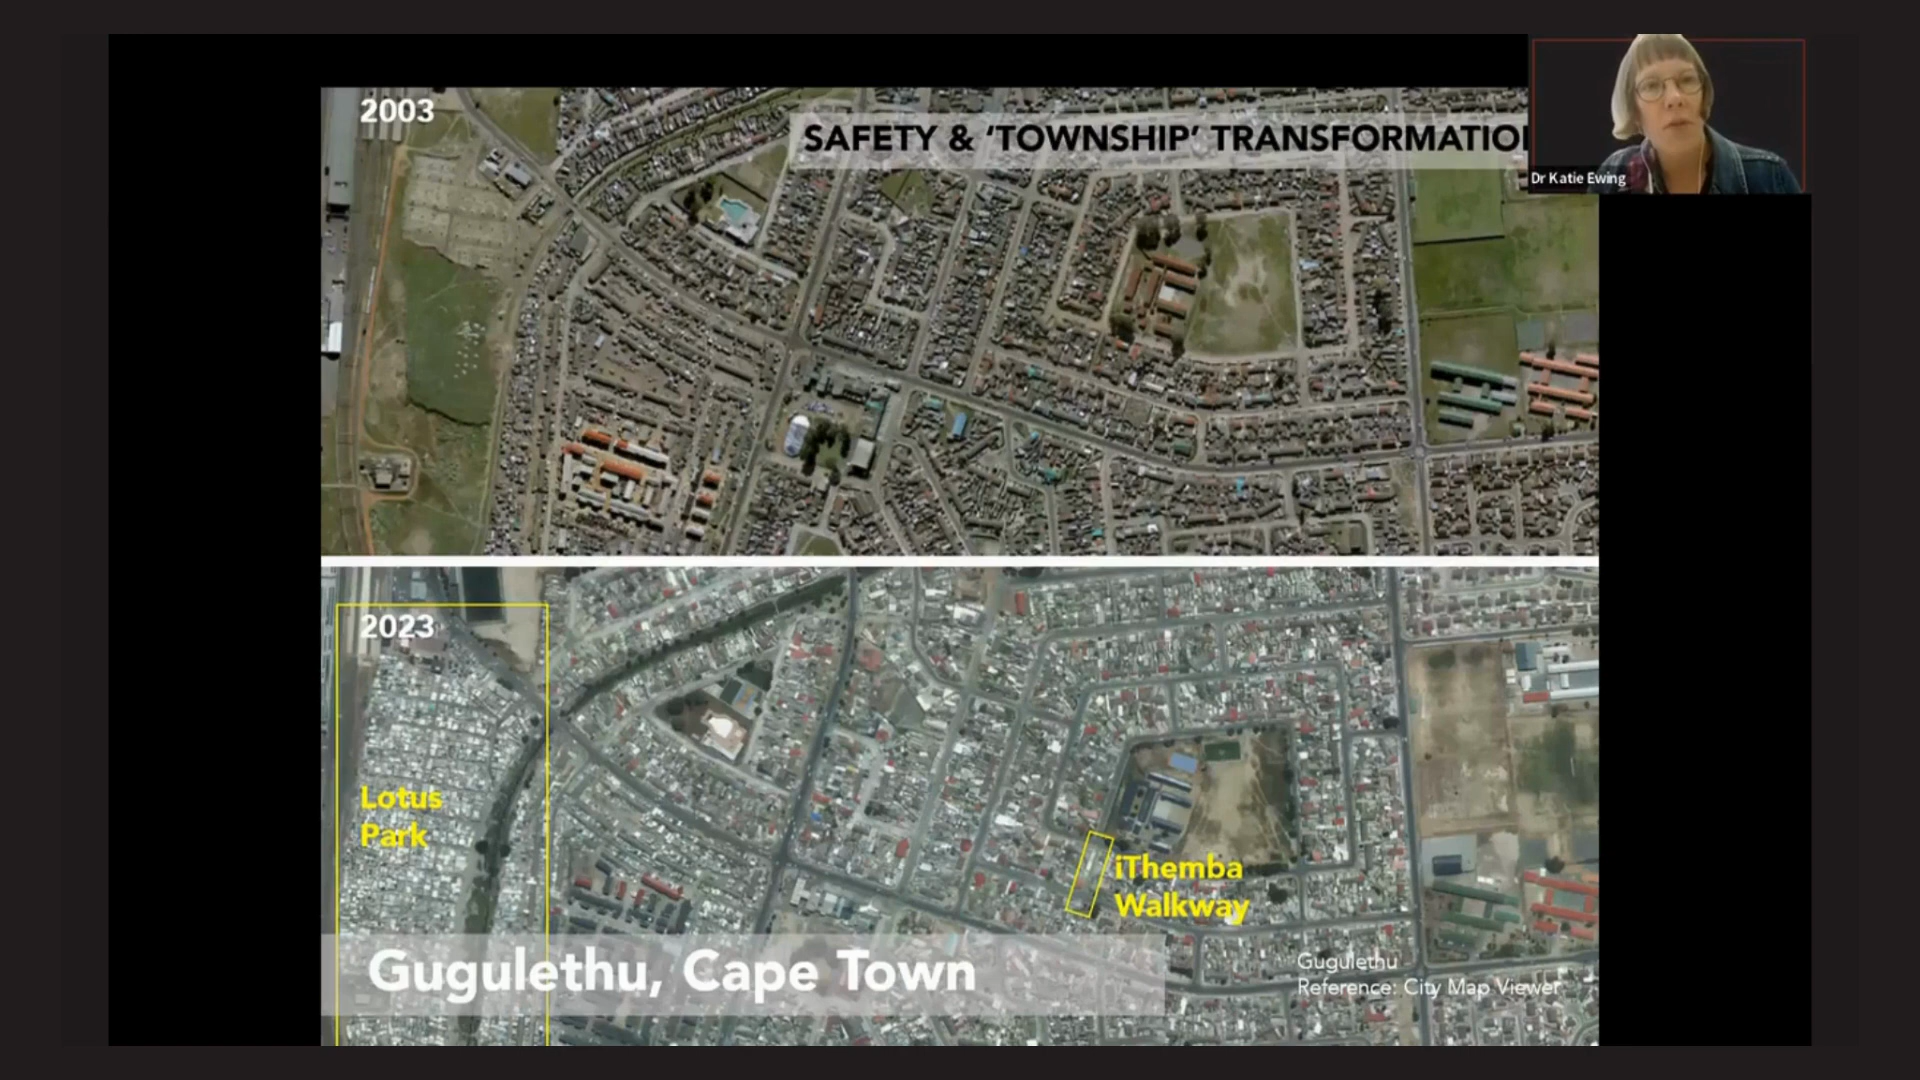 2003
SAFETY & ‘TOWNSHIP’ TRANSFORMATIO
Dr Katie Ewing
2023
Lotus
Park
iThemba
Walkway
Gugulethu, Cape Town
Gugulethu
Reference: City Map Viewer